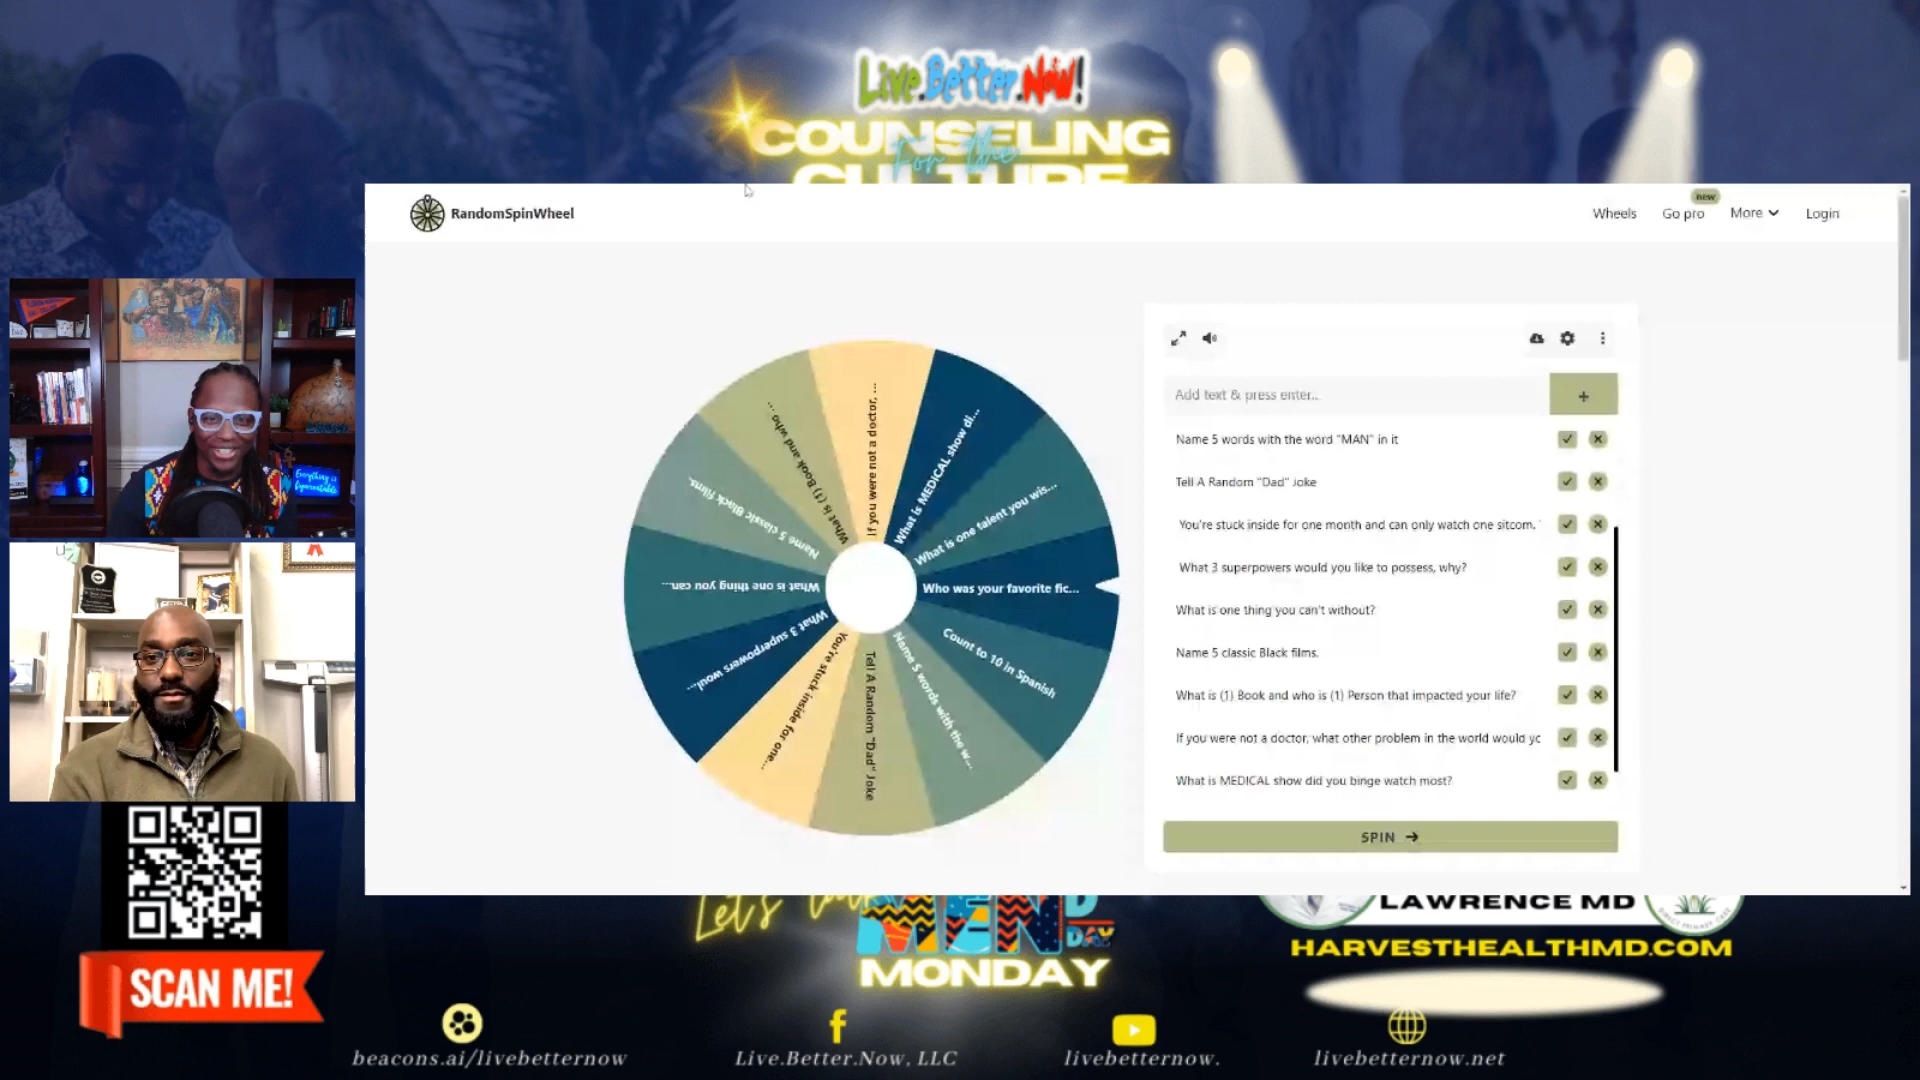 Live.Better.Now!
COUNSELING
For the
CULTURE
RandomSpinWheel
Wheels
new
Go pro
More
Login
If you were not a doctor, ...
What is MEDICAL show di...
What is one talent you wis...
Who was your favorite fic...
Count to 10 in Spanish
Name 5 words with the w...
Tell A Random "Dad" Joke
You're stuck inside for one...
What 3 superpowers woul...
What is one thing you can...
Name 5 classic Black films.
What is (1) Book and who ...
Add text & press enter...
+
Name 5 words with the word "MAN" in it
Tell A Random "Dad" Joke
You're stuck inside for one month and can only watch one sitcom.
What 3 superpowers would you like to possess, why?
What is one thing you can't without?
Name 5 classic Black films.
What is (1) Book and who is (1) Person that impacted your life?
If you were not a doctor, what other problem in the world would yo
What is MEDICAL show did you binge watch most?
SPIN →
Everything is
SCAN ME!
Let's
MEN
DAY
MONDAY
LAWRENCE MD
HARVESTHEALTHMD.COM
beacons.ai/livebetternow
Live.Better.Now, LLC
livebetternow.
livebetternow.net